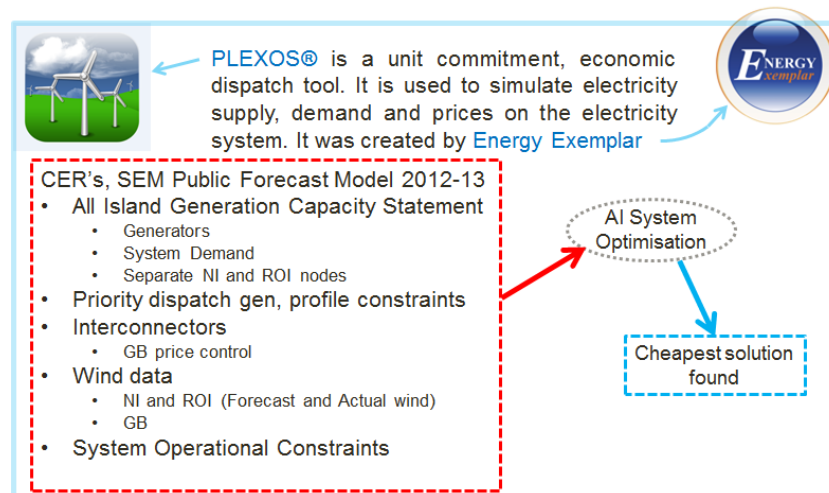 PLEXOS® is a unit commitment, economic
dispatch tool. It is used to simulate electricity
supply, demand and prices on the electricity
system. It was created by Energy Exemplar
ENERGY
Exemplar
CER's, SEM Public Forecast Model 2012-13
• All Island Generation Capacity Statement
• Generators
• System Demand
• Separate NI and ROI nodes
• Priority dispatch gen, profile constraints
• Interconnectors
• GB price control
• Wind data
• NI and ROI (Forecast and Actual wind)
• GB
• System Operational Constraints
AI System
Optimisation
Cheapest solution
found